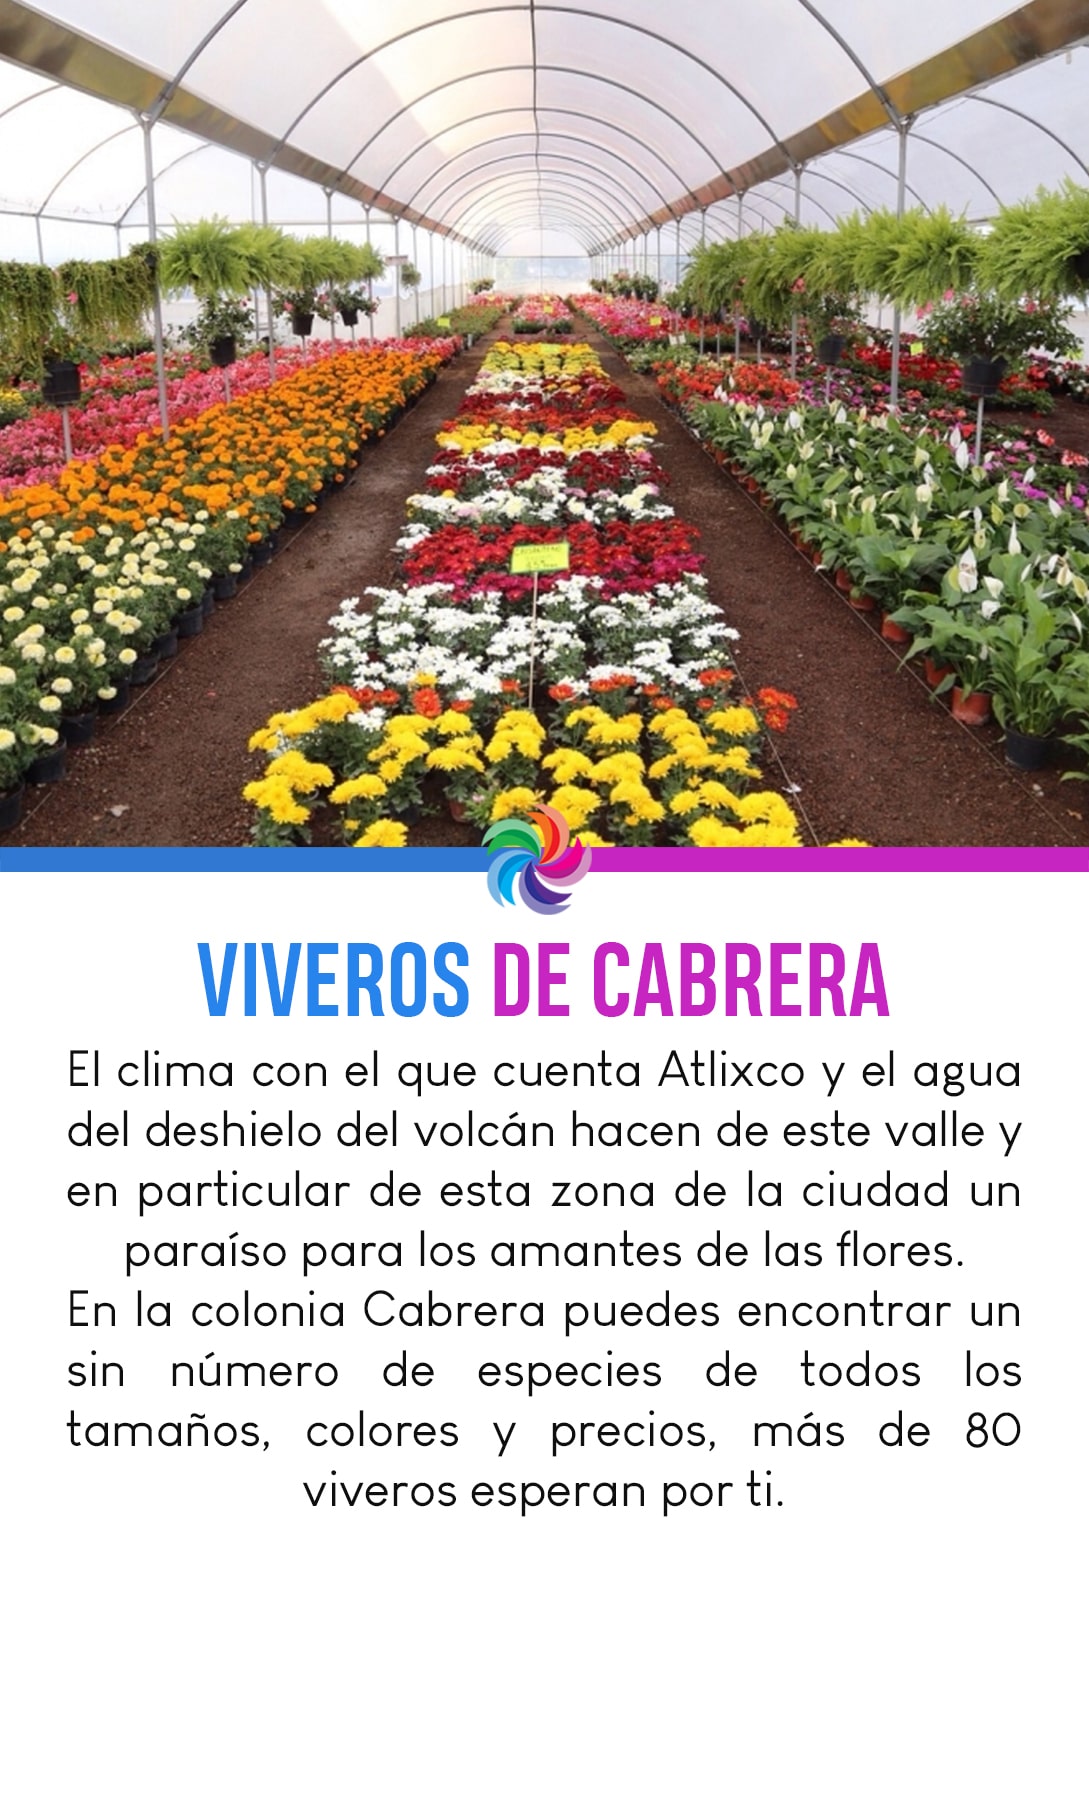 VIVEROS DE CABRERA
El clima con el que cuenta Atlixco y el agua
del deshielo del volcán hacen de este valle y
en particular de esta zona de la ciudad un
paraíso para los amantes de las flores.
En la colonia Cabrera puedes encontrar un
sin número de especies de todos los
tamaños, colores y precios, más de 80
viveros esperan por ti.